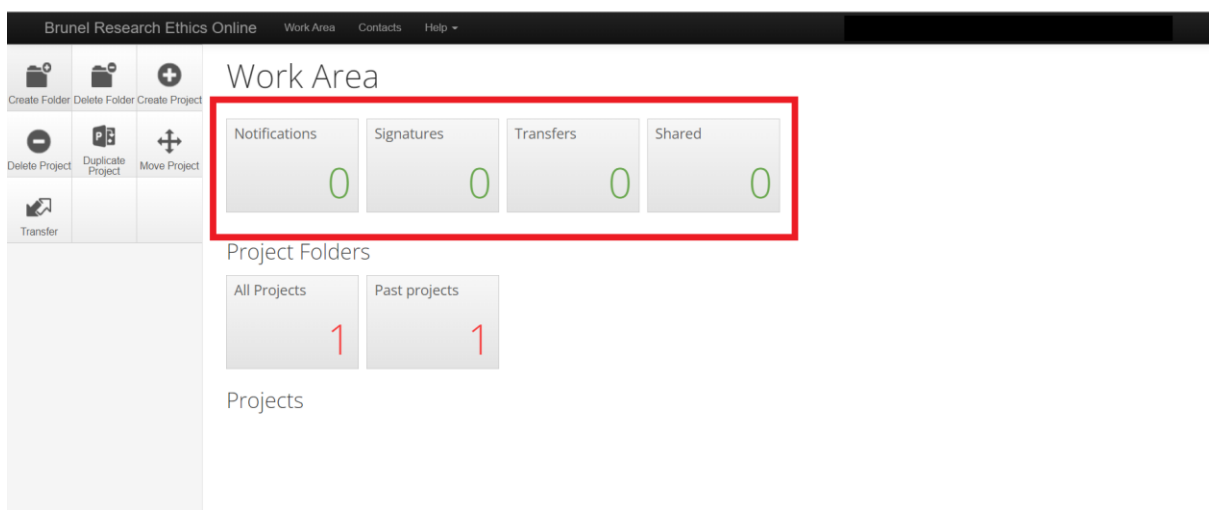 Brunel Research Ethics Online Work Area Contacts Help
Create Folder Delete Folder Create Project
Delete Project Duplicate Project Move Project
Transfer
Work Area
Notifications Signatures Transfers Shared
0 0 0 0
Project Folders
All Projects Past projects
1 1
Projects